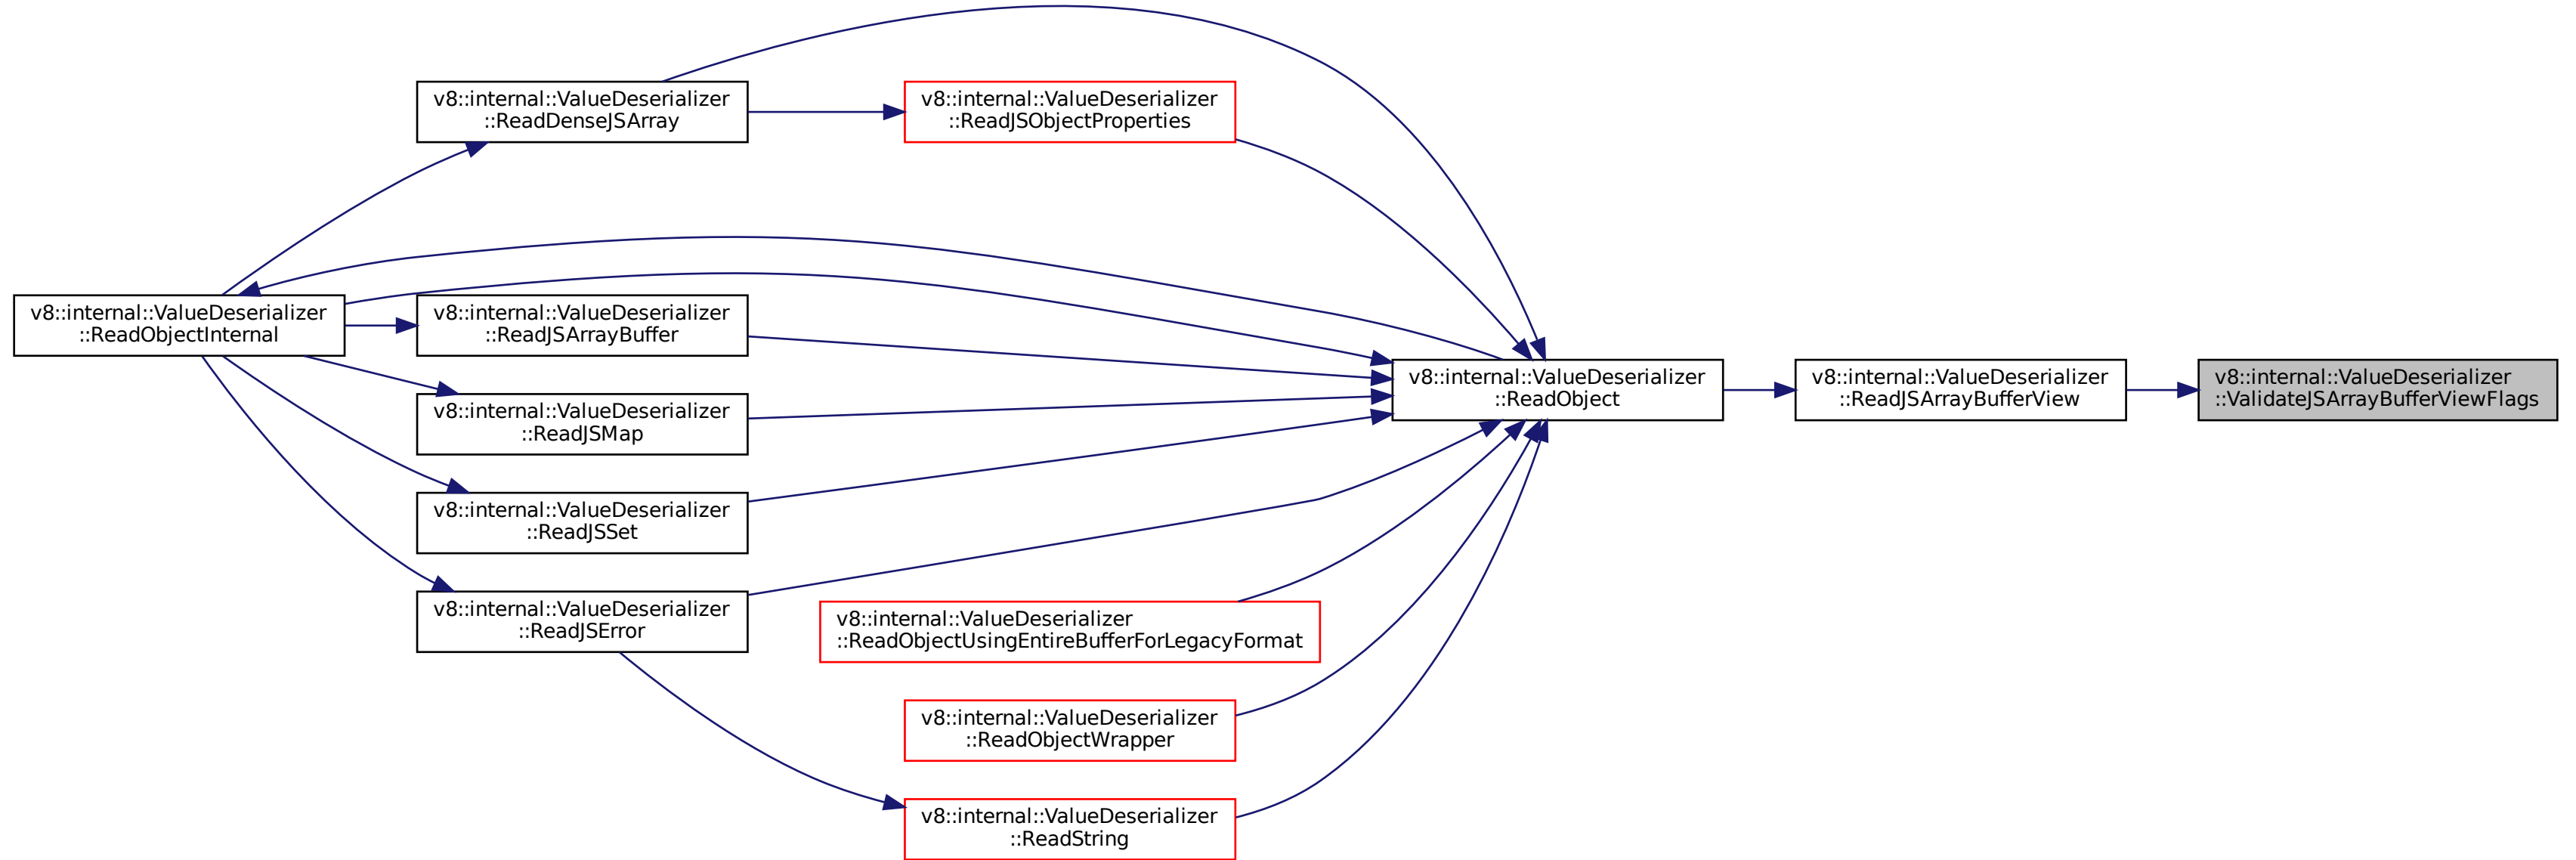 v8::internal::ValueDeserializer
::ReadDenseJSArray
v8::internal::ValueDeserializer
::ReadJSObjectProperties
v8::internal::ValueDeserializer
::ReadObjectInternal
v8::internal::ValueDeserializer
::ReadJSArrayBuffer
v8::internal::ValueDeserializer
::ReadJSMap
v8::internal::ValueDeserializer
::ReadJSSet
v8::internal::ValueDeserializer
::ReadJSError
v8::internal::ValueDeserializer
::ReadObjectUsingEntireBufferForLegacyFormat
v8::internal::ValueDeserializer
::ReadObjectWrapper
v8::internal::ValueDeserializer
::ReadString
v8::internal::ValueDeserializer
::ReadObject
v8::internal::ValueDeserializer
::ReadJSArrayBufferView
v8::internal::ValueDeserializer
::ValidateJSArrayBufferViewFlags